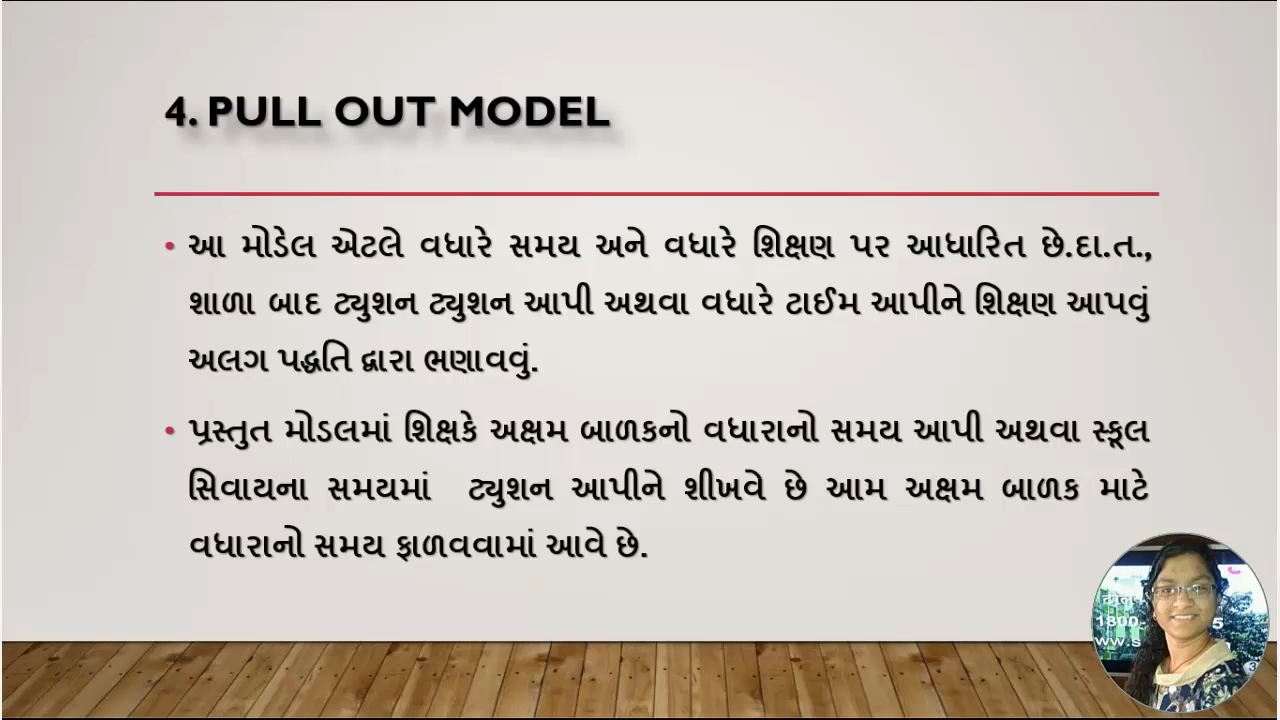 4. PULL OUT MODEL
આ મોડેલ એટલે વધારે સમય અને વધારે શિક્ષણ પર આધારિત છે.દા.ત.,
શાળા બાદ ટ્યુશન ટ્યુશન આપી અથવા વધારે ટાઈમ આપીને શિક્ષણ આપવું
અલગ પદ્ધતિ દ્વારા ભણાવવું.
પ્રસ્તુત મોડલમાં શિક્ષકે અક્ષમ બાળકનો વધારાનો સમય આપી અથવા સ્કૂલ
સિવાયના સમયમાં ટ્યુશન આપીને શીખવે છે આમ અક્ષમ બાળક માટે
વધારાનો સમય ફાળવવામાં આવે છે.
1800-
5